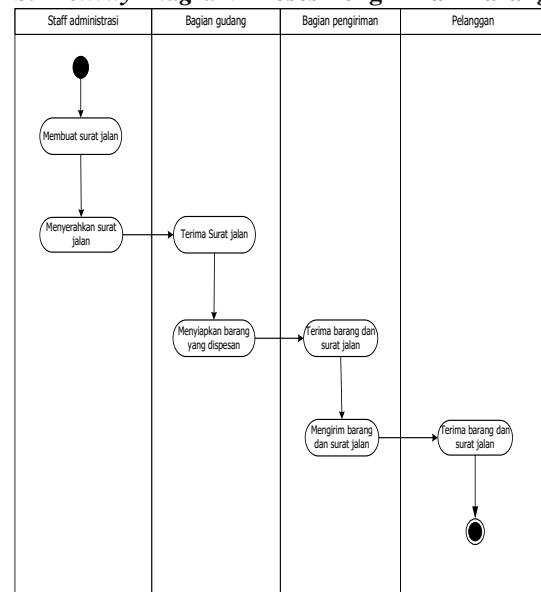 Staff administrasi
Bagian gudang
Bagian pengiriman
Pelanggan
Membuat surat jalan
Menyerahkan surat
jalan
Terima Surat jalan
Menyiapkan barang
yang dispesan
Terima barang dan
surat jalan
Mengirim barang
dan surat jalan
Terima barang dan
surat jalan